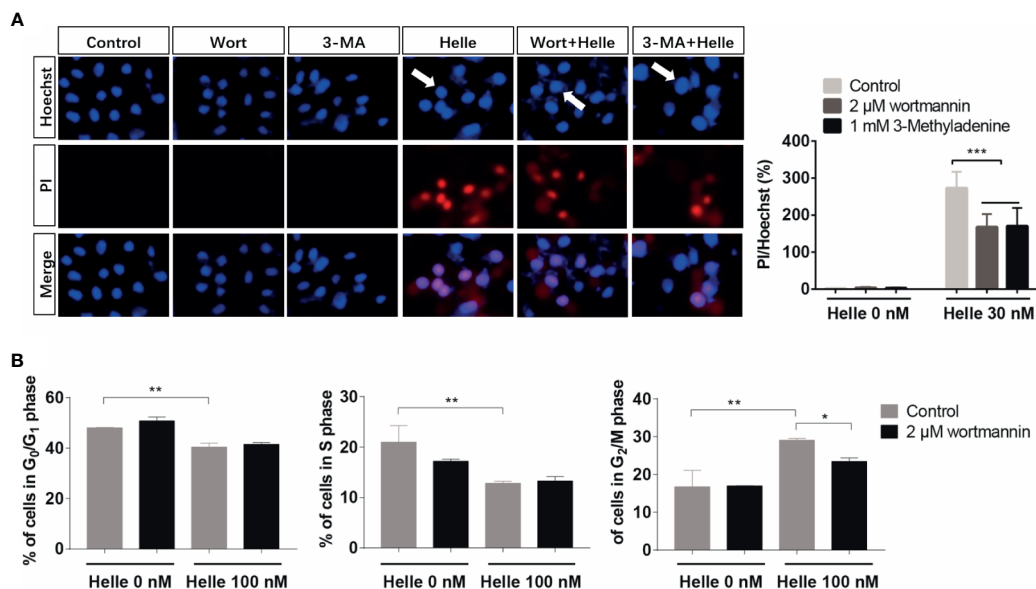 A
Control Wort 3-MA Helle Wort+Helle 3-MA+Helle
Hoechst
PI
Merge
Control
2 µM wortmannin
1 mM 3-Methyladenine
PI/Hoechst (%)
400
300
200
100
0
***
Helle 0 nM Helle 30 nM
B
% of cells in G0/G1 phase
60
40
20
0
**
Helle 0 nM Helle 100 nM
% of cells in S phase
30
20
10
0
**
Helle 0 nM Helle 100 nM
of cells in G2/M phase
40
30
20
10
0
**
*
Helle 0 nM Helle 100 nM
Control
2 µM wortmannin